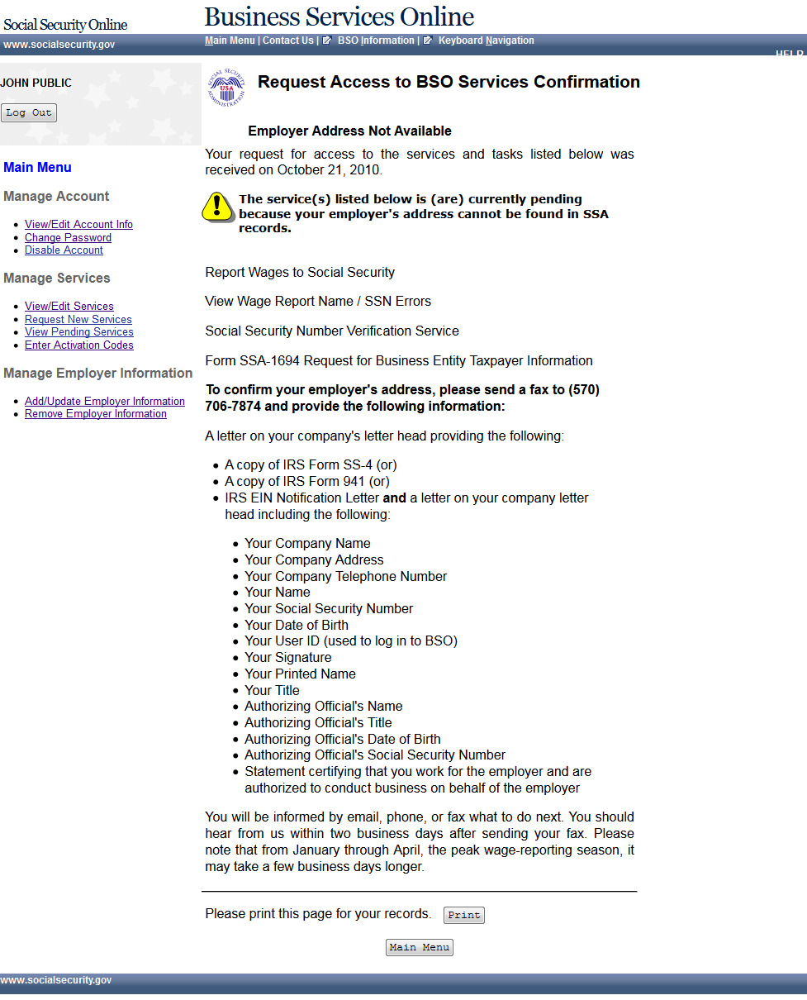 Social Security Online
Business Services Online
www.socialsecurity.gov
Main Menu | Contact Us | BSO Information | Keyboard Navigation
HELP
JOHN PUBLIC
Log Out
Main Menu
Manage Account
View/Edit Account Info
Change Password
Disable Account
Manage Services
View/Edit Services
Request New Services
View Pending Services
Enter Activation Codes
Manage Employer Information
Add/Update Employer Information
Remove Employer Information
SOCIAL SECURITY ADMINISTRATION
USA
Request Access to BSO Services Confirmation
Employer Address Not Available
Your request for access to the services and tasks listed below was
received on October 21, 2010.
The service(s) listed below is (are) currently pending
because your employer's address cannot be found in SSA
records.
Report Wages to Social Security
View Wage Report Name / SSN Errors
Social Security Number Verification Service
Form SSA-1694 Request for Business Entity Taxpayer Information
To confirm your employer's address, please send a fax to (570)
706-7874 and provide the following information:
A letter on your company's letter head providing the following:
A copy of IRS Form SS-4 (or)
A copy of IRS Form 941 (or)
IRS EIN Notification Letter and a letter on your company letter
head including the following:
Your Company Name
Your Company Address
Your Company Telephone Number
Your Name
Your Social Security Number
Your Date of Birth
Your User ID (used to log in to BSO)
Your Signature
Your Printed Name
Your Title
Authorizing Official's Name
Authorizing Official's Title
Authorizing Official's Date of Birth
Authorizing Official's Social Security Number
Statement certifying that you work for the employer and are
authorized to conduct business on behalf of the employer
You will be informed by email, phone, or fax what to do next. You should
hear from us within two business days after sending your fax. Please
note that from January through April, the peak wage-reporting season, it
may take a few business days longer.
Please print this page for your records. Print
Main Menu
www.socialsecurity.gov